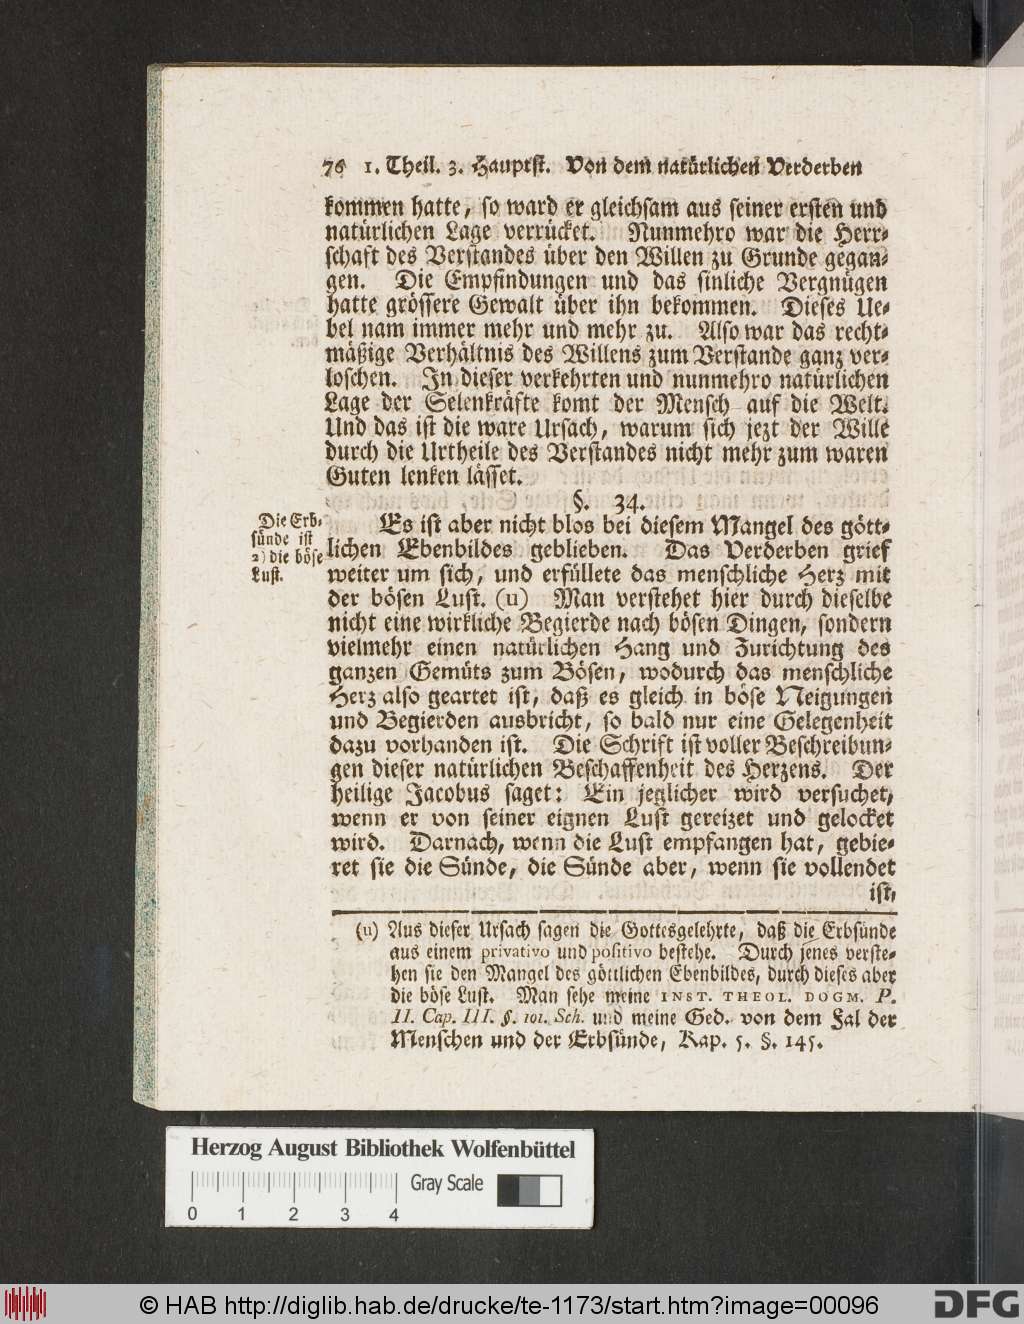 76 1. Theil. 3. Hauptst. Von dem natürlichen Verderben
kommen hatte, so ward er gleichsam aus seiner ersten und
natürlichen Lage verrücket. Nunmehro war die Herr-
schaft des Verstandes über den Willen zu Grunde gegan-
gen. Die Empfindungen und das sinliche Vergnügen
hatte grössere Gewalt über ihn bekommen. Dieses Ue-
bel nam immer mehr und mehr zu. Also war das recht-
mäßige Verhältnis des Willens zum Verstande ganz ver-
loschen. In dieser verkehrten und nunmehro natürlichen
Lage der Selenkräfte komt der Mensch auf die Welt.
Und das ist die ware Ursach, warum sich jezt der Wille
durch die Urtheile des Verstandes nicht mehr zum waren
Guten lenken lässet.
§. 34.
Die Erb-
sünde ist
2) die böse
Lust.
Es ist aber nicht blos bei diesem Mangel des gött-
lichen Ebenbildes geblieben. Das Verderben grief
weiter um sich, und erfüllete das menschliche Herz mit
der bösen Lust. (u) Man verstehet hier durch dieselbe
nicht eine wirkliche Begierde nach bösen Dingen, sondern
vielmehr einen natürlichen Hang und Zurichtung des
ganzen Gemüts zum Bösen, wodurch das menschliche
Herz also geartet ist, daß es gleich in böse Neigungen
und Begierden ausbricht, so bald nur eine Gelegenheit
dazu vorhanden ist. Die Schrift ist voller Beschreibun-
gen dieser natürlichen Beschaffenheit des Herzens. Der
heilige Jacobus saget: Ein jeglicher wird versuchet,
wenn er von seiner eignen Lust gereizet und gelocket
wird. Darnach, wenn die Lust empfangen hat, gebie-
ret sie die Sünde, die Sünde aber, wenn sie vollendet
ist,
(u) Aus dieser Ursach sagen die Gottesgelehrte, daß die Erbsünde
aus einem privativo und positivo bestehe. Durch jenes verste-
hen sie den Mangel des göttlichen Ebenbildes, durch dieses aber
die böse Lust. Man sehe meine INST. THEOL. DOGM. P.
II. Cap. III. §. 101. Sch. und meine Ged. von dem Fal der
Menschen und der Erbsünde, Kap. 5. §. 145.
Herzog August Bibliothek Wolfenbüttel
Gray Scale
0 1 2 3 4
© HAB http://diglib.hab.de/drucke/te-1173/start.htm?image=00096
DFG